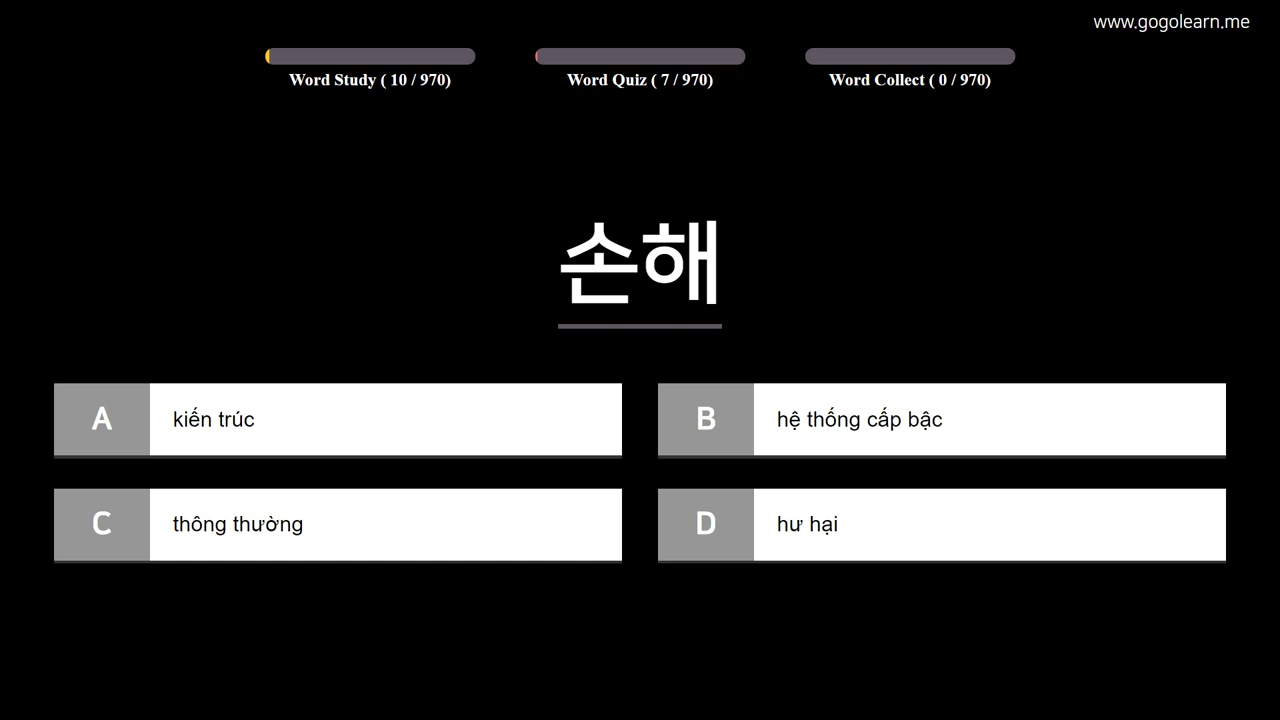 www.gogolearn.me
Word Study ( 10 / 970)
Word Quiz ( 7 / 970)
Word Collect ( 0 / 970)
손해
A kiến trúc
B hệ thống cấp bậc
C thông thường
D hư hại